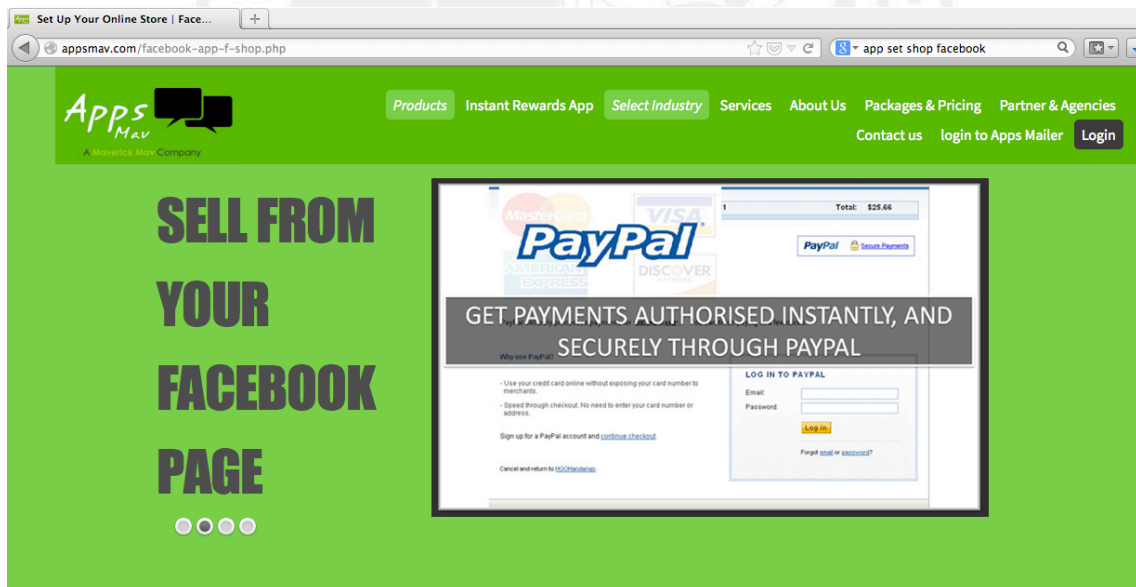 Set Up Your Online Store | Face...
appsmav.com/facebook-app-f-shop.php
app set shop facebook
Apps
Mav
A Maverick Mav Company
Products Instant Rewards App Select Industry Services About Us Packages & Pricing Partner & Agencies
Contact us login to Apps Mailer Login
SELL FROM
YOUR
FACEBOOK
PAGE
MasterCard VISA
AMERICAN EXPRESS DISCOVER
PayPal
Total: $25.66
PayPal Secure Payments
GET PAYMENTS AUTHORISED INSTANTLY, AND
SECURELY THROUGH PAYPAL
Why use PayPal?
- Use your credit card online without exposing your card number to
merchants.
- Speed through checkout. No need to enter your card number or
address.
Sign up for a PayPal account and continue checkout.
Cancel and return to
LOG IN TO PAYPAL
Email:
Password:
Log In
Forgot email or password?